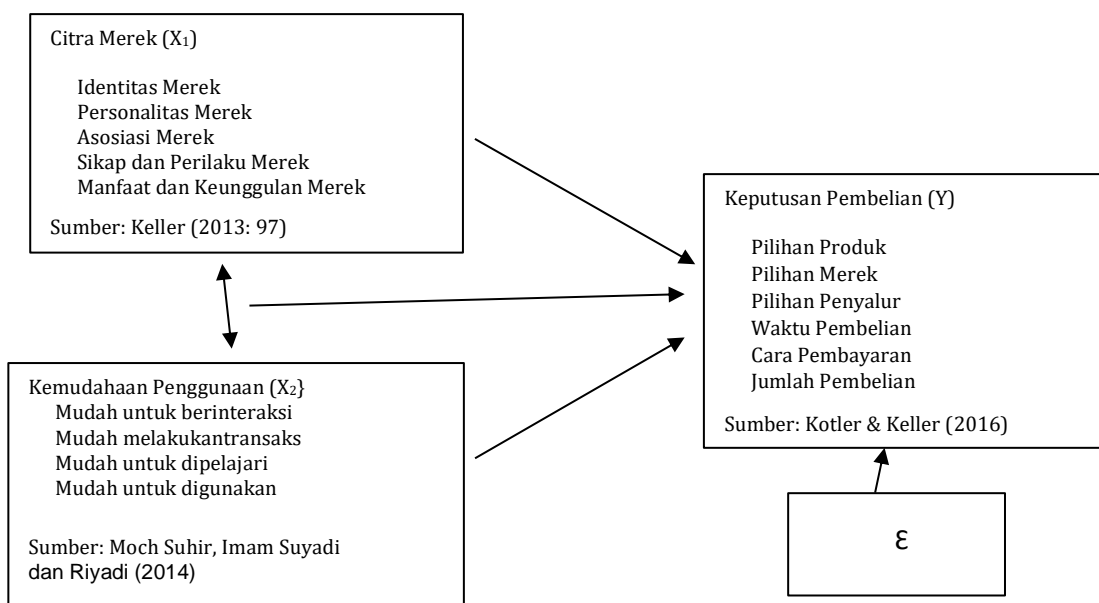 Citra Merek (X₁)
Identitas Merek
Personalitas Merek
Asosiasi Merek
Sikap dan Perilaku Merek
Manfaat dan Keunggulan Merek
Sumber: Keller (2013: 97)
Kemudahaan Penggunaan (X₂}
Mudah untuk berinteraksi
Mudah melakukantransaks
Mudah untuk dipelajari
Mudah untuk digunakan
Sumber: Moch Suhir, Imam Suyadi
dan Riyadi (2014)
Keputusan Pembelian (Y)
Pilihan Produk
Pilihan Merek
Pilihan Penyalur
Waktu Pembelian
Cara Pembayaran
Jumlah Pembelian
Sumber: Kotler & Keller (2016)
Ɛ